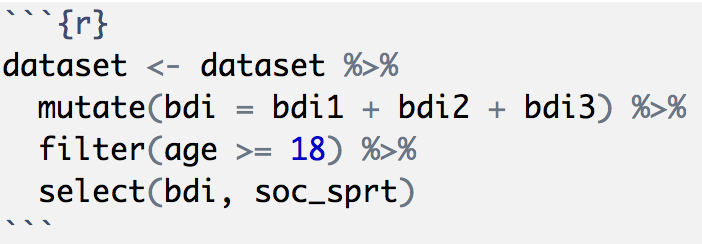 ```{r}
dataset <- dataset %>%
  mutate(bdi = bdi1 + bdi2 + bdi3) %>%
  filter(age >= 18) %>%
  select(bdi, soc_sprt)
```